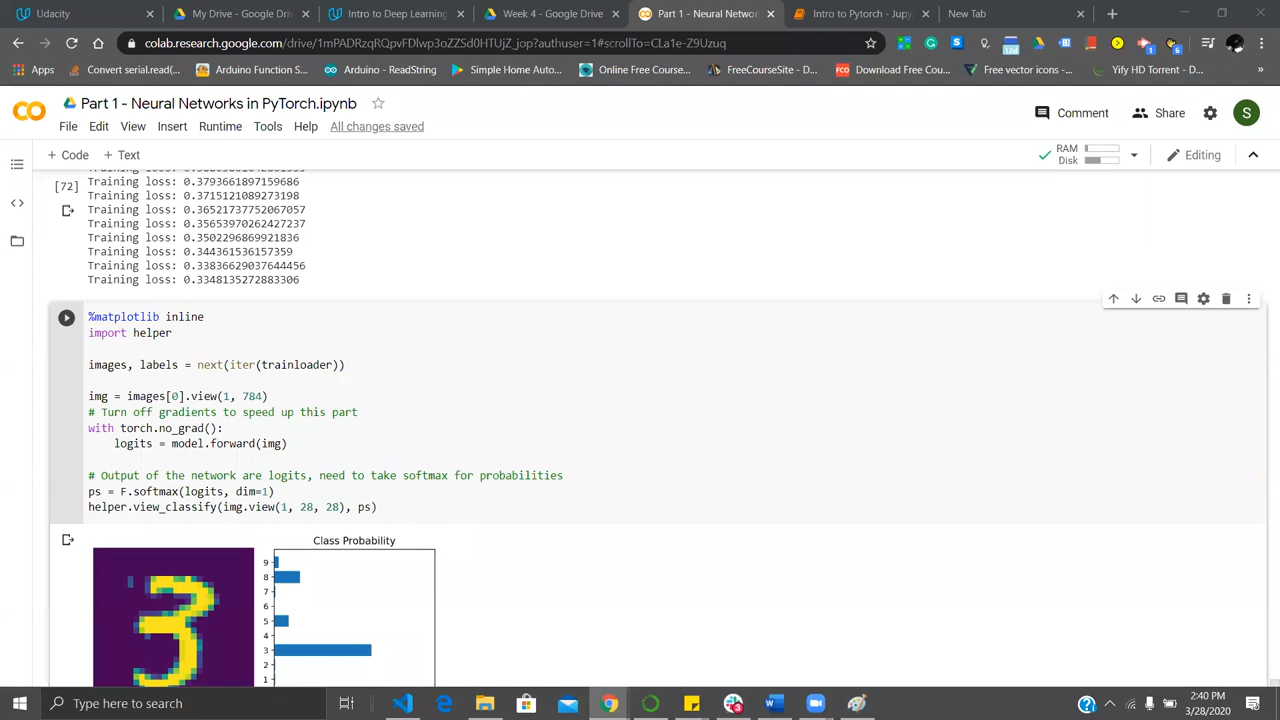 Udacity
My Drive - Google Driv
Intro to Deep Learning
Week 4 - Google Drive
Part 1 - Neural Networ
Intro to Pytorch - Jupy
New Tab
colab.research.google.com/drive/1mPADRzqRQpvFDlwp3oZZSd0HTUjZ_jop?authuser=1#scrollTo=CLa1e-Z9Uzuq
Apps
Convert serial.read(...
Arduino Function S...
Arduino - ReadString
Simple Home Auto...
Online Free Course...
FreeCourseSite - D...
FCO
Download Free Cou...
Free vector icons -...
Yify HD Torrent - D...
CO
Part 1 - Neural Networks in PyTorch.ipynb
File Edit View Insert Runtime Tools Help All changes saved
Comment
Share
S
+ Code + Text
RAM
Disk
Editing
[72]
Training loss: 0.3793661897159686
Training loss: 0.3715121089273198
Training loss: 0.36521737752067057
Training loss: 0.35653970262427237
Training loss: 0.3502296869921836
Training loss: 0.344361536157359
Training loss: 0.33836629037644456
Training loss: 0.3348135272883306
%matplotlib inline
import helper
images, labels = next(iter(trainloader))
img = images[0].view(1, 784)
# Turn off gradients to speed up this part
with torch.no_grad():
logits = model.forward(img)
# Output of the network are logits, need to take softmax for probabilities
ps = F.softmax(logits, dim=1)
helper.view_classify(img.view(1, 28, 28), ps)
Class Probability
9
8
7
6
5
4
3
2
1
3
Type here to search
2:40 PM
3/28/2020